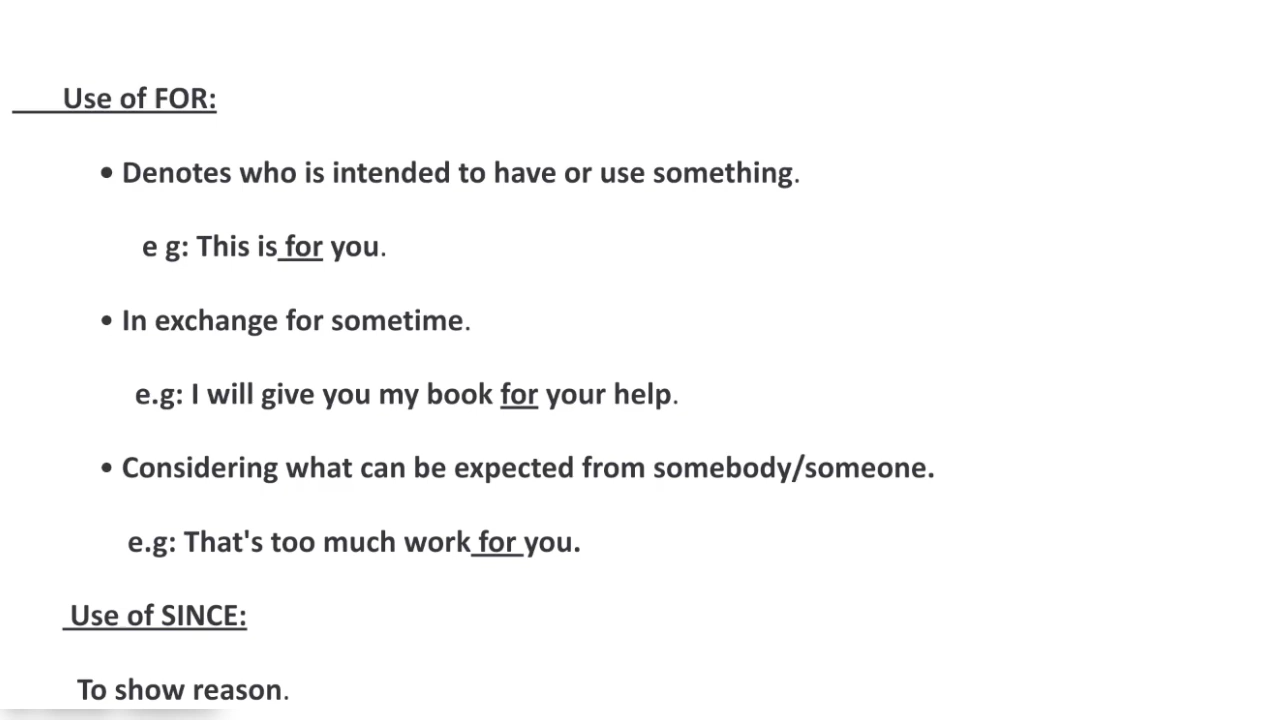 Use of FOR:
• Denotes who is intended to have or use something.
e g: This is for you.
• In exchange for sometime.
e.g: I will give you my book for your help.
• Considering what can be expected from somebody/someone.
e.g: That's too much work for you.
Use of SINCE:
To show reason.